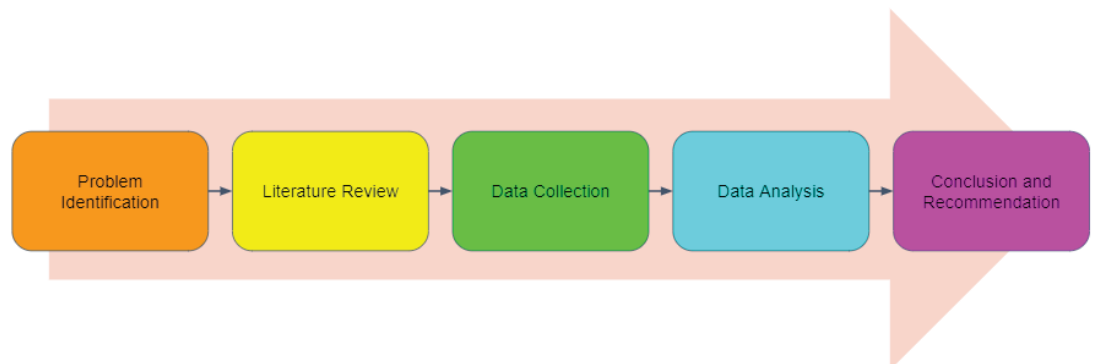 Problem
Identification
Literature Review
Data Collection
Data Analysis
Conclusion and
Recommendation